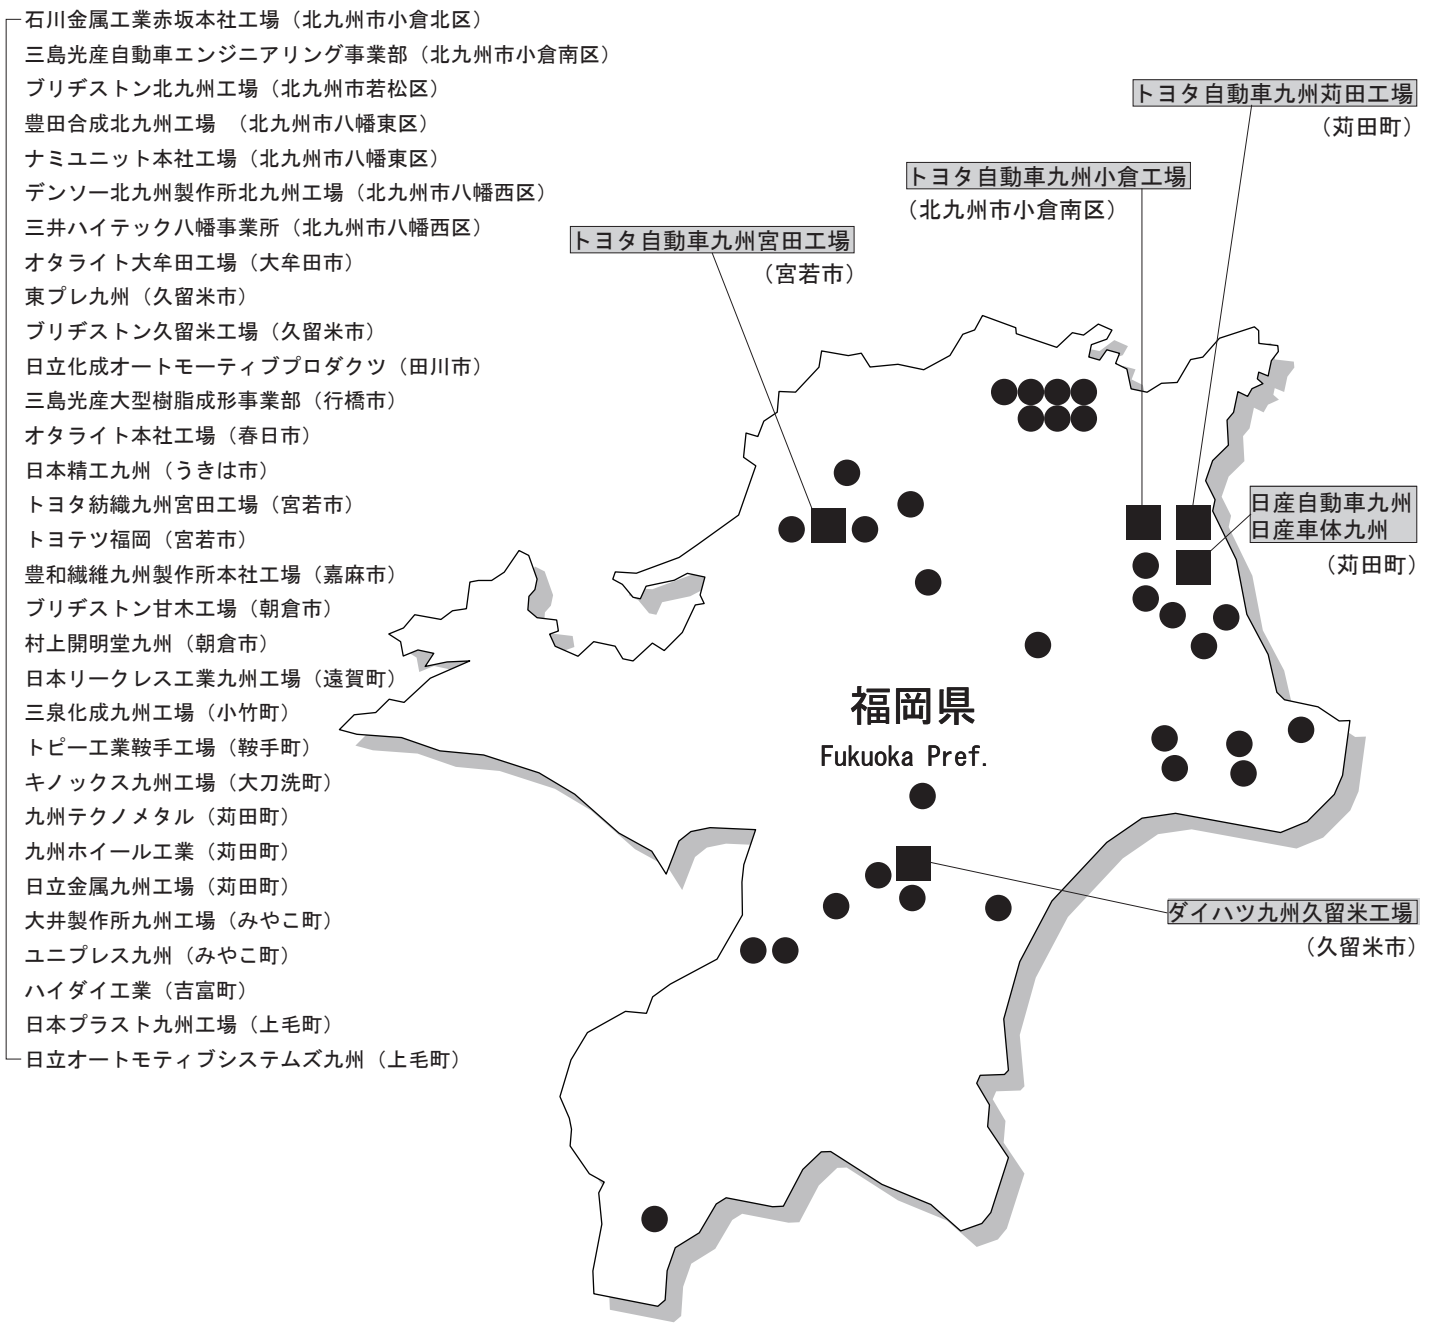 石川金属工業赤坂本社工場（北九州市小倉北区）
三島光産自動車エンジニアリング事業部（北九州市小倉南区）
ブリヂストン北九州工場（北九州市若松区）
豊田合成北九州工場　（北九州市八幡東区）
ナミユニット本社工場（北九州市八幡東区）
デンソー北九州製作所北九州工場（北九州市八幡西区）
三井ハイテック八幡事業所（北九州市八幡西区）
オタライト大牟田工場（大牟田市）
東プレ九州（久留米市）
ブリヂストン久留米工場（久留米市）
日立化成オートモーティブプロダクツ（田川市）
三島光産大型樹脂成形事業部（行橋市）
オタライト本社工場（春日市）
日本精工九州（うきは市）
トヨタ紡織九州宮田工場（宮若市）
トヨテツ福岡（宮若市）
豊和繊維九州製作所本社工場（嘉麻市）
ブリヂストン甘木工場（朝倉市）
村上開明堂九州（朝倉市）
日本リークレス工業九州工場（遠賀町）
三泉化成九州工場（小竹町）
トピー工業鞍手工場（鞍手町）
キノックス九州工場（大刀洗町）
九州テクノメタル（苅田町）
九州ホイール工業（苅田町）
日立金属九州工場（苅田町）
大井製作所九州工場（みやこ町）
ユニプレス九州（みやこ町）
ハイダイ工業（吉富町）
日本プラスト九州工場（上毛町）
日立オートモティブシステムズ九州（上毛町）
トヨタ自動車九州苅田工場
（苅田町）
トヨタ自動車九州小倉工場
（北九州市小倉南区）
トヨタ自動車九州宮田工場
（宮若市）
日産自動車九州
日産車体九州
（苅田町）
福岡県
Fukuoka Pref.
ダイハツ九州久留米工場
（久留米市）